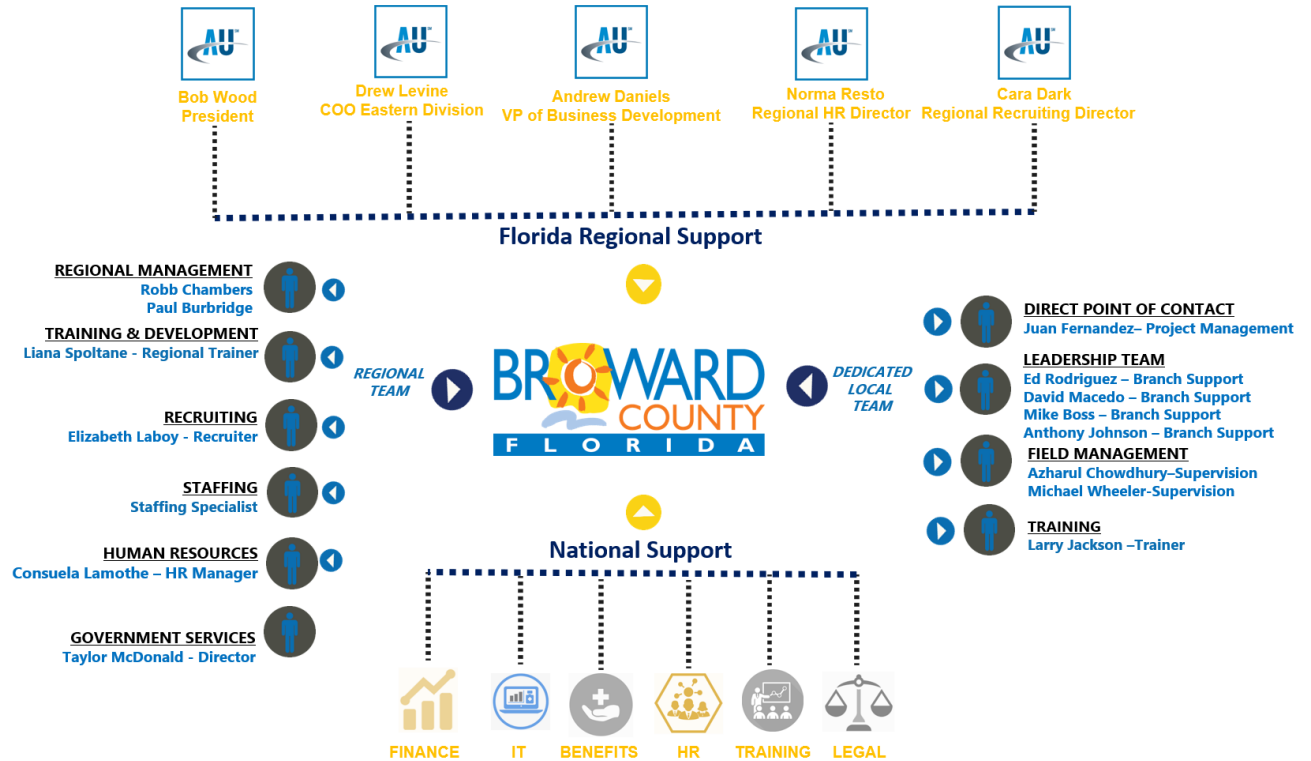 AU
AU
AU
AU
AU
Bob Wood
President
Drew Levine
COO Eastern Division
Andrew Daniels
VP of Business Development
Norma Resto
Regional HR Director
Cara Dark
Regional Recruiting Director
Florida Regional Support
REGIONAL MANAGEMENT
Robb Chambers
Paul Burbridge
TRAINING & DEVELOPMENT
Liana Spoltane - Regional Trainer
RECRUITING
Elizabeth Laboy - Recruiter
STAFFING
Staffing Specialist
HUMAN RESOURCES
Consuela Lamothe – HR Manager
GOVERNMENT SERVICES
Taylor McDonald - Director
REGIONAL
TEAM
BROWARD
COUNTY
FLORIDA
DEDICATED
LOCAL
TEAM
DIRECT POINT OF CONTACT
Juan Fernandez– Project Management
LEADERSHIP TEAM
Ed Rodriguez – Branch Support
David Macedo – Branch Support
Mike Boss – Branch Support
Anthony Johnson – Branch Support
FIELD MANAGEMENT
Azharul Chowdhury–Supervision
Michael Wheeler-Supervision
TRAINING
Larry Jackson –Trainer
National Support
FINANCE
IT
BENEFITS
HR
TRAINING
LEGAL